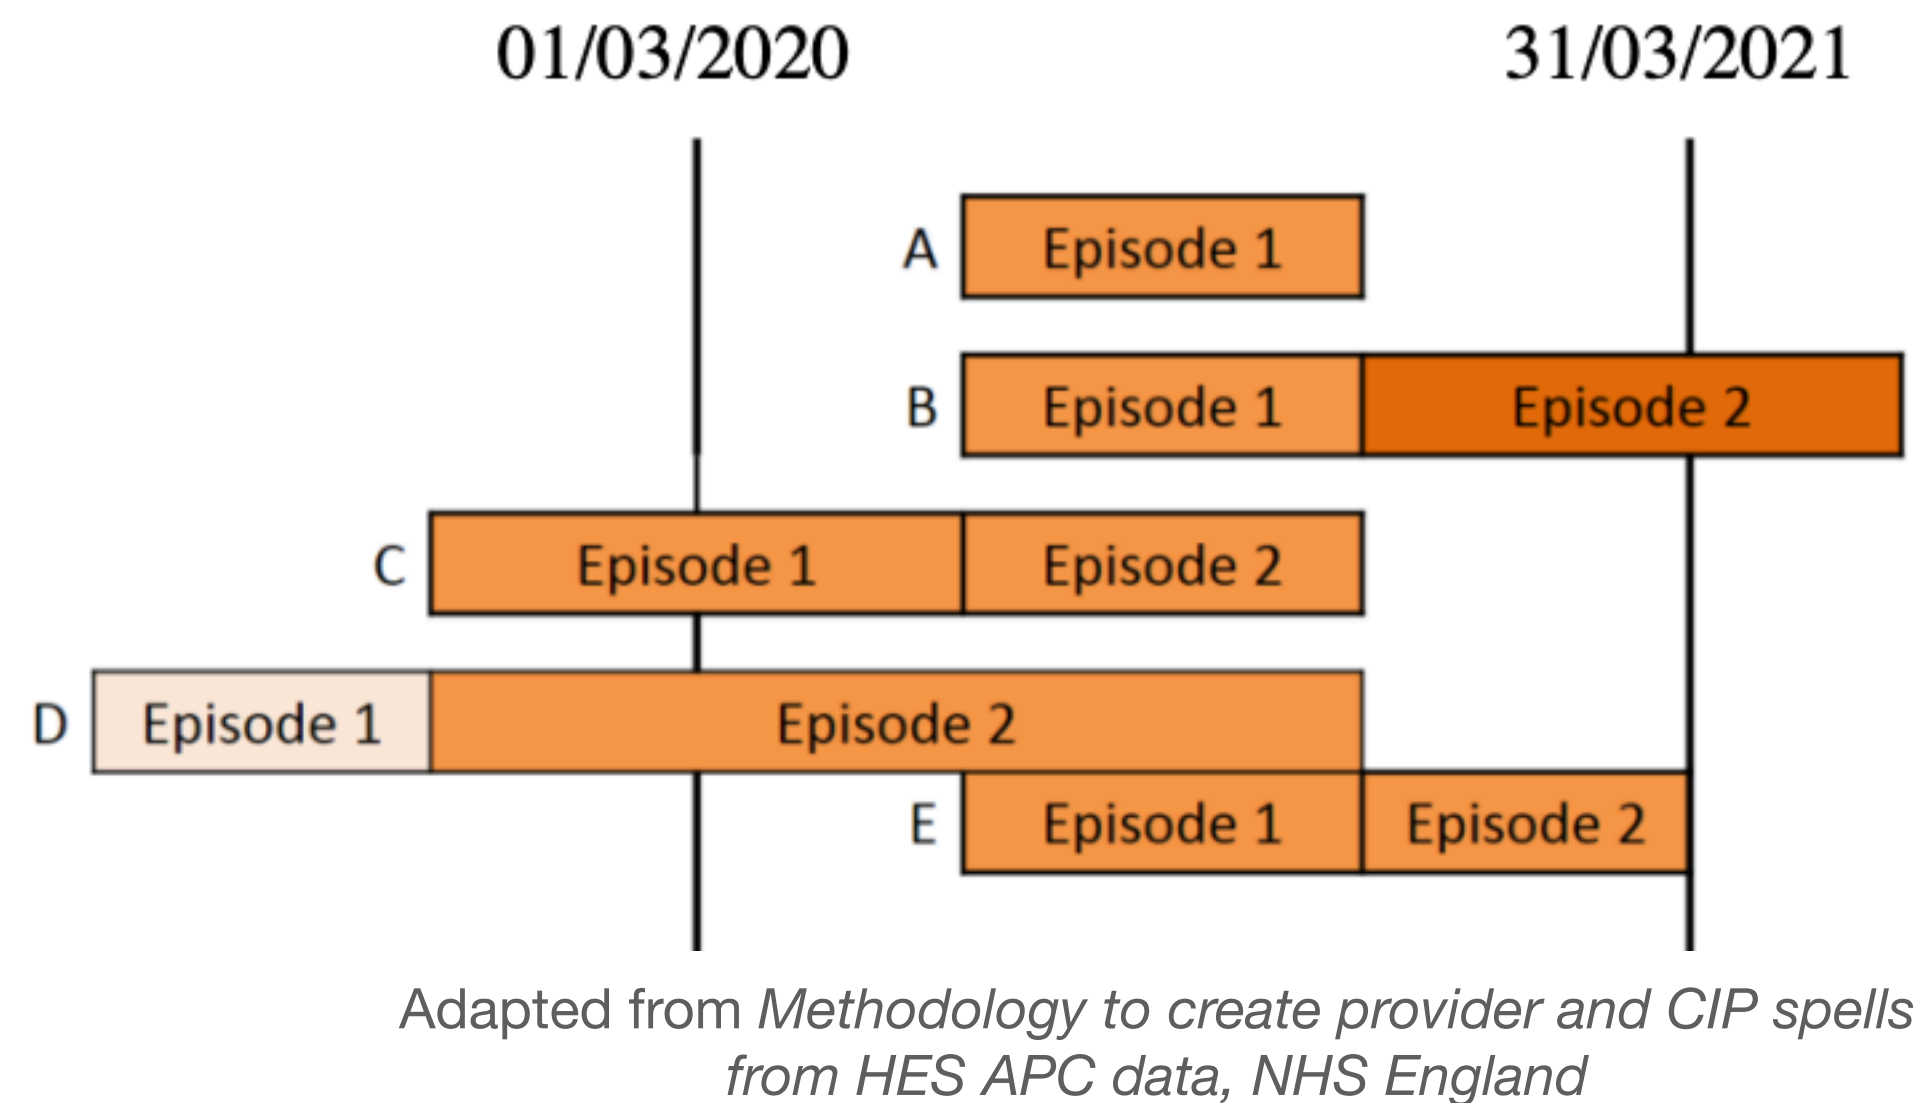 01/03/2020 31/03/2021
A Episode 1
B Episode 1 Episode 2
C Episode 1 Episode 2
D Episode 1 Episode 2
E Episode 1 Episode 2
Adapted from Methodology to create provider and CIP spells
from HES APC data, NHS England